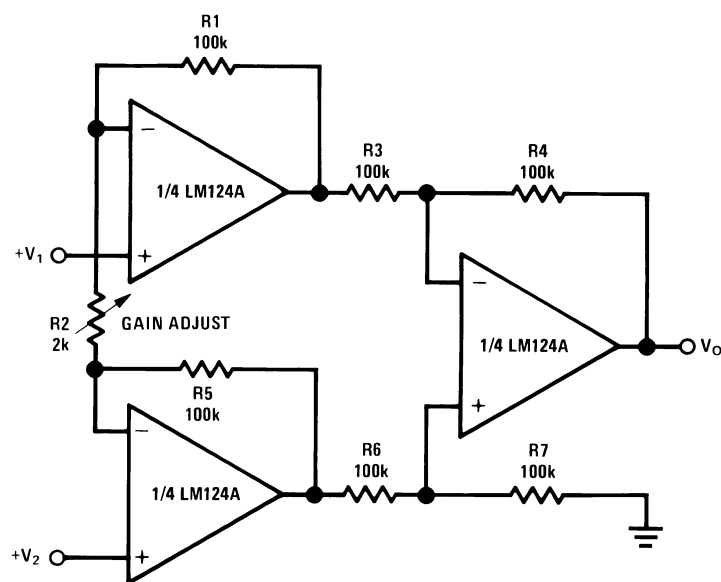 R1
100k
−
1/4 LM124A
+V1
+
R3
100k
R4
100k
R2
2k
GAIN ADJUST
−
1/4 LM124A
+
VO
R5
100k
−
1/4 LM124A
+V2
+
R6
100k
R7
100k